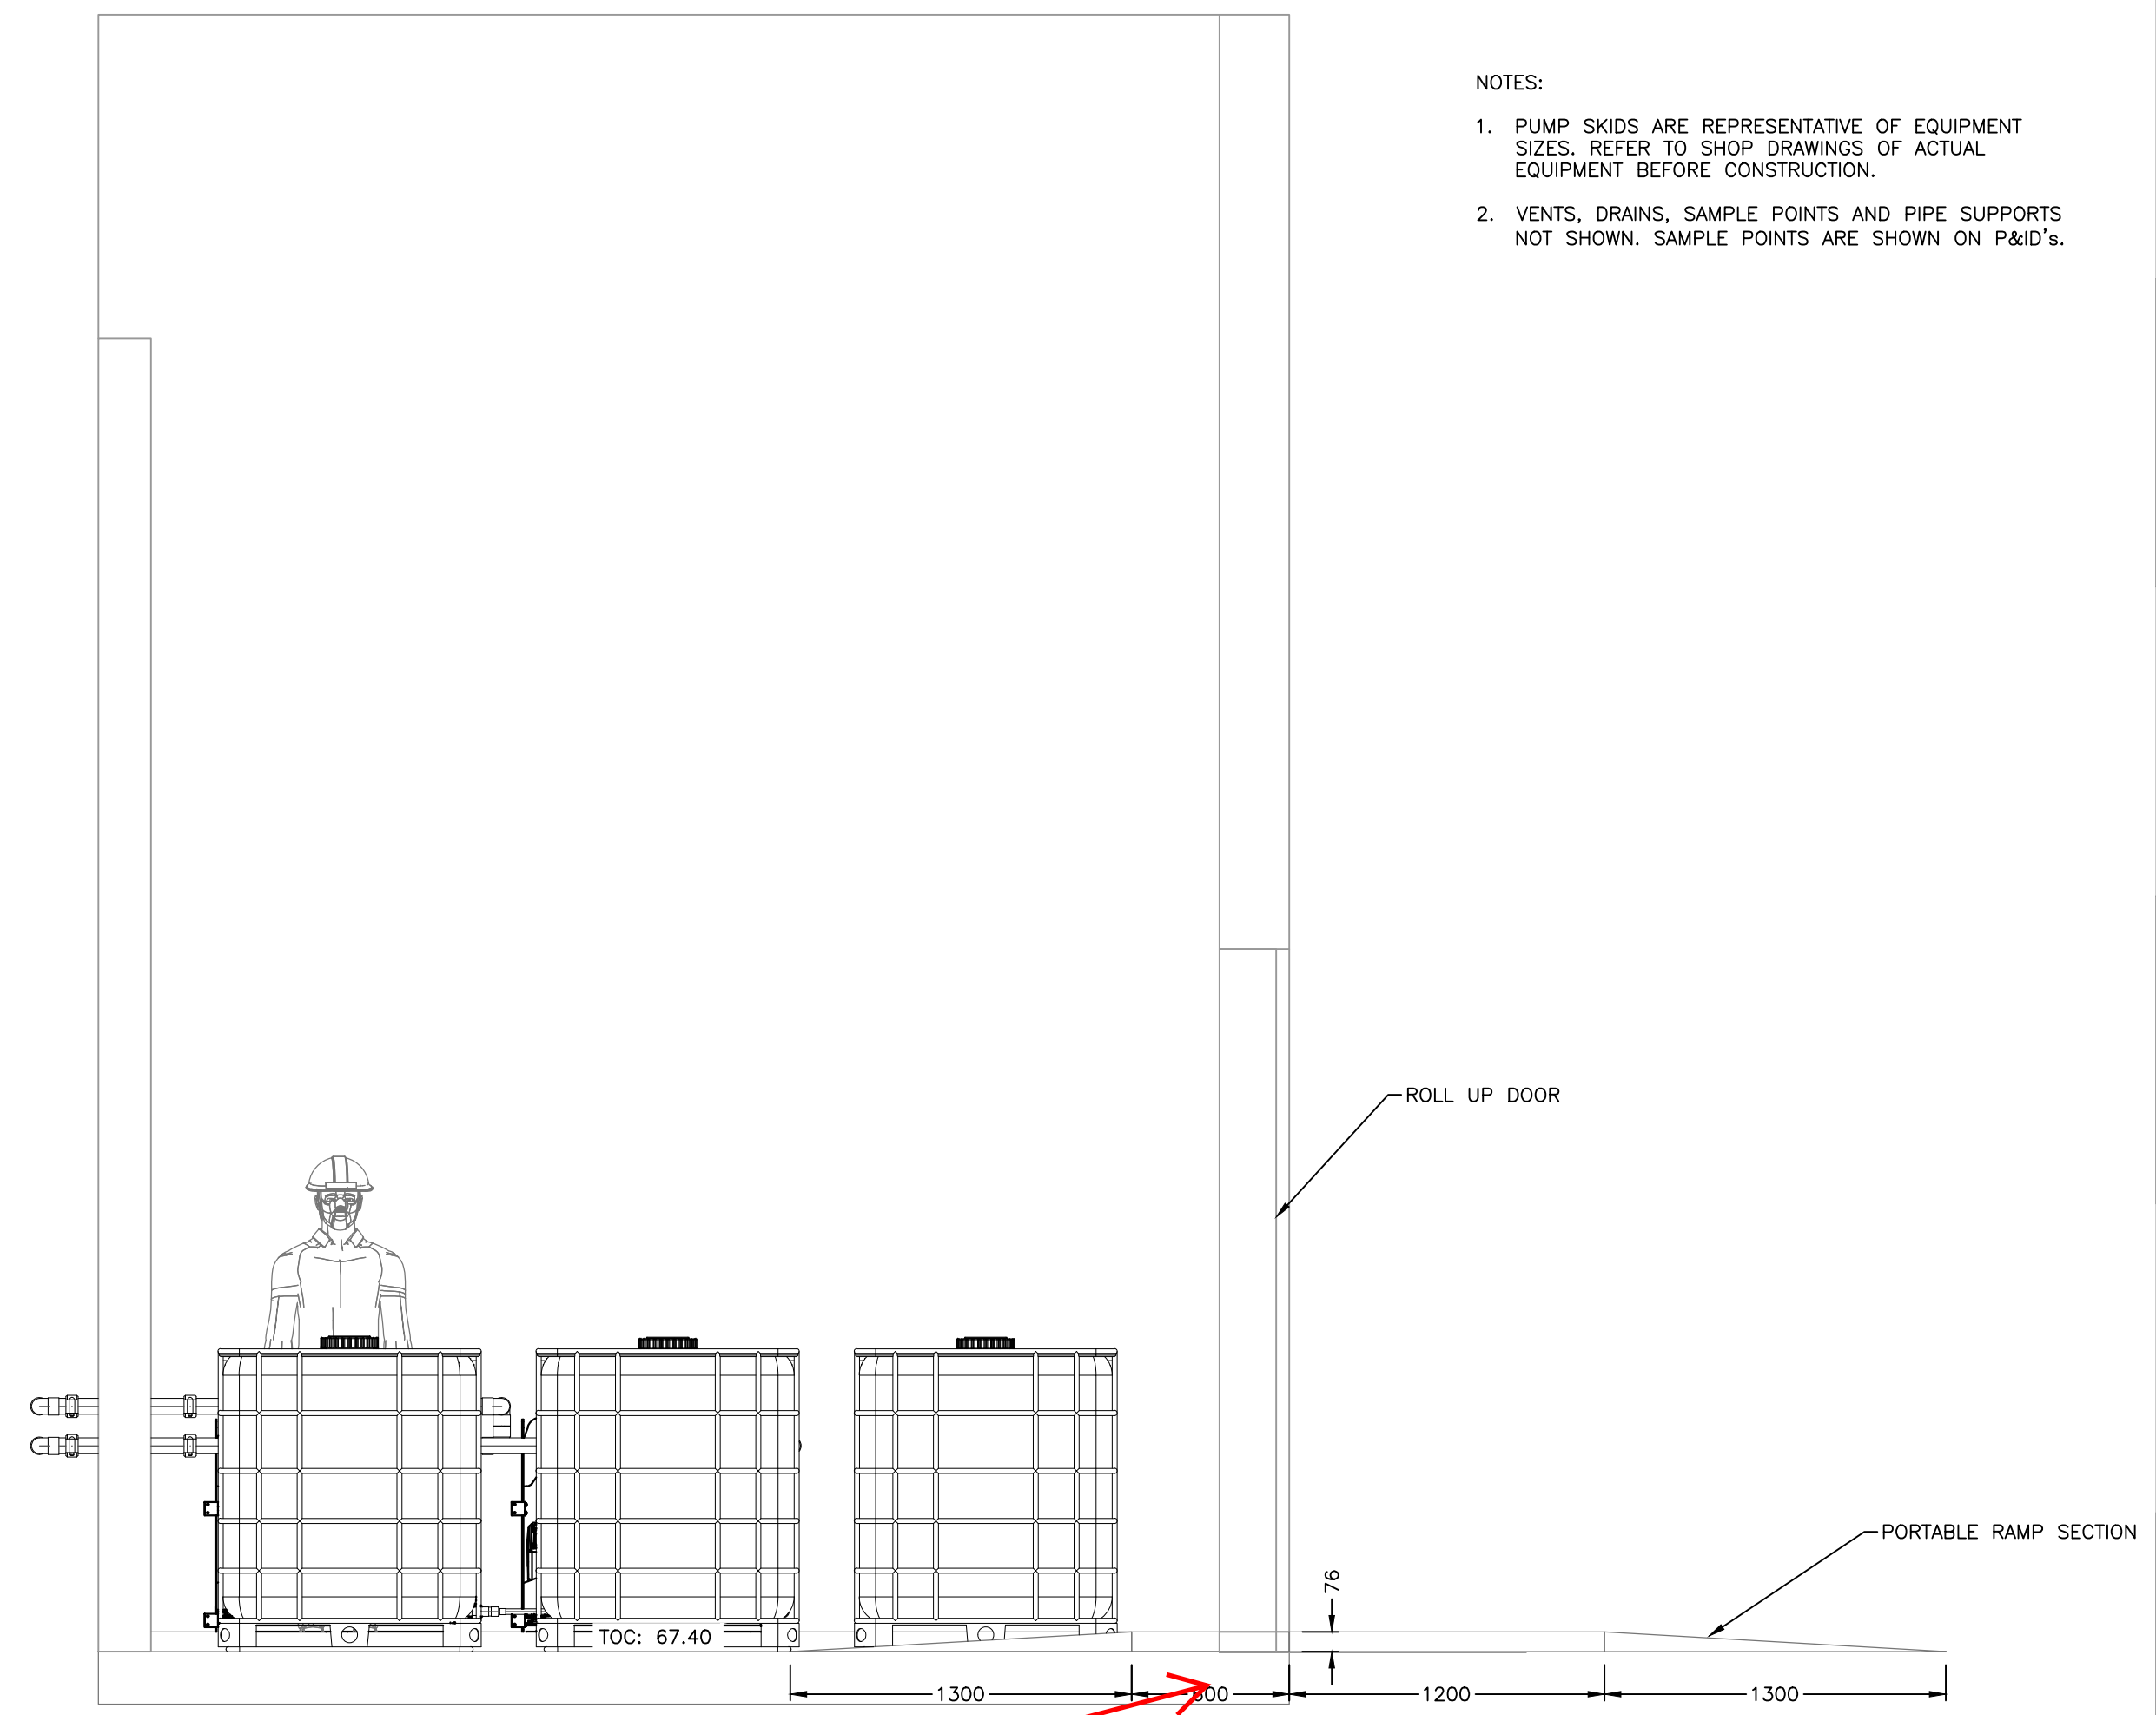 NOTES:
1. PUMP SKIDS ARE REPRESENTATIVE OF EQUIPMENT
SIZES. REFER TO SHOP DRAWINGS OF ACTUAL
EQUIPMENT BEFORE CONSTRUCTION.
2. VENTS, DRAINS, SAMPLE POINTS AND PIPE SUPPORTS
NOT SHOWN. SAMPLE POINTS ARE SHOWN ON P&ID's.
ROLL UP DOOR
PORTABLE RAMP SECTION
76
TOC: 67.40
1300
600
1200
1300